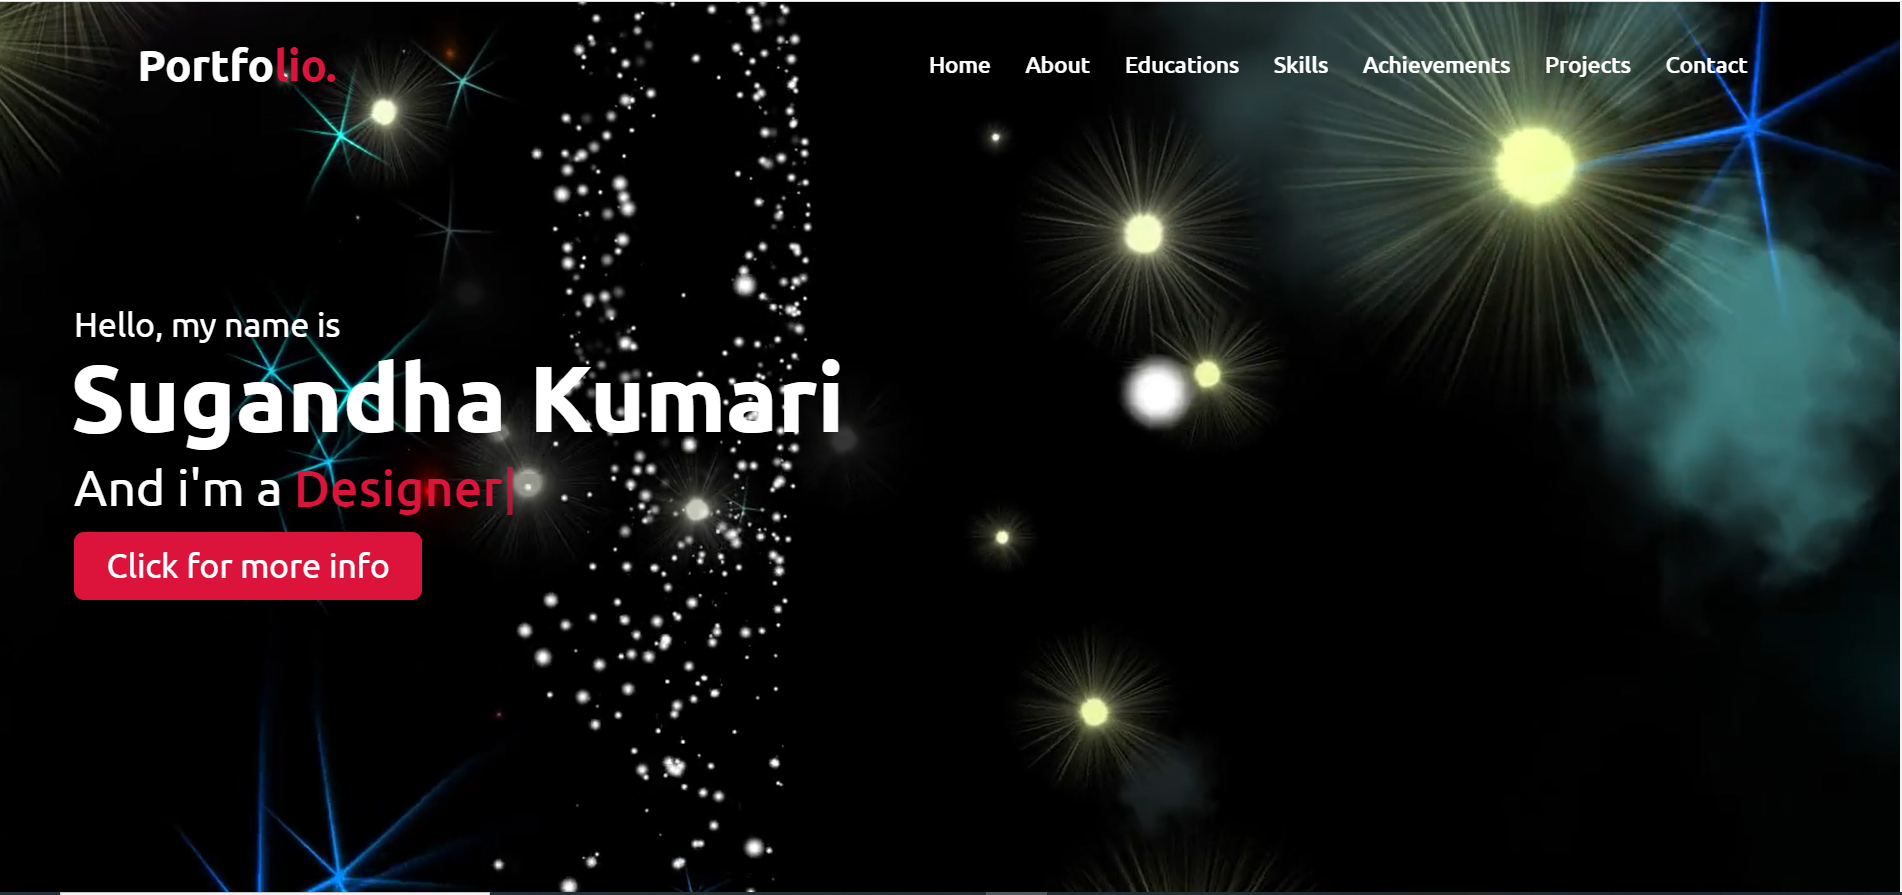 Portfolio.
Home About Educations Skills Achievements Projects Contact
Hello, my name is
Sugandha Kumari
And i'm a Designer|
Click for more info